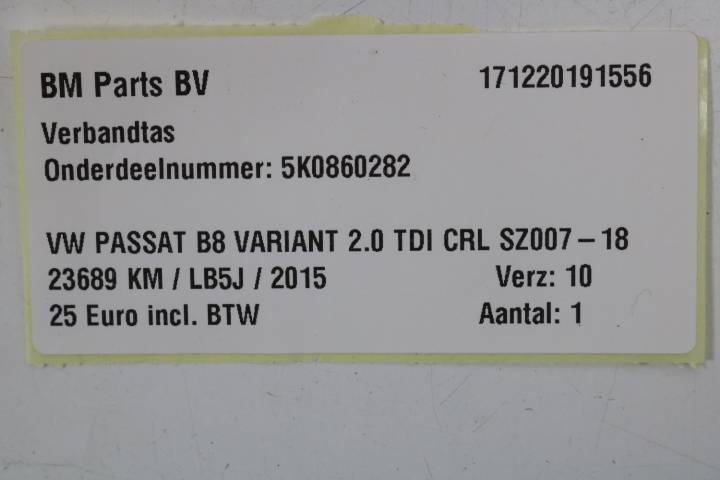 BM Parts BV 171220191556
Verbandtas
Onderdeelnummer: 5K0860282
VW PASSAT B8 VARIANT 2.0 TDI CRL SZ007-18
23689 KM / LB5J / 2015 Verz: 10
25 Euro incl. BTW Aantal: 1